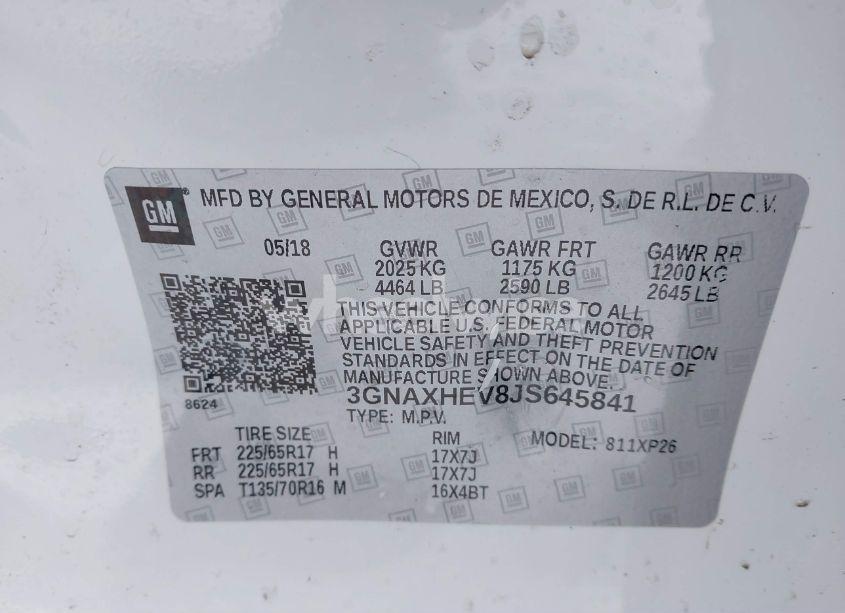 GM® MFD BY GENERAL MOTORS DE MEXICO, S. DE R.L. DE C.V.
05/18 GVWR GAWR FRT GAWR RR
2025 KG 1175 KG 1200 KG
4464 LB 2590 LB 2645 LB
THIS VEHICLE CONFORMS TO ALL
APPLICABLE U.S. FEDERAL MOTOR
VEHICLE SAFETY AND THEFT PREVENTION
STANDARDS IN EFFECT ON THE DATE OF
MANUFACTURE SHOWN ABOVE.
8624 3GNAXHEV8JS645841
TYPE: M.P.V.
TIRE SIZE RIM MODEL: 811XP26
FRT 225/65R17 H 17X7J
RR 225/65R17 H 17X7J
SPA T135/70R16 M 16X4BT